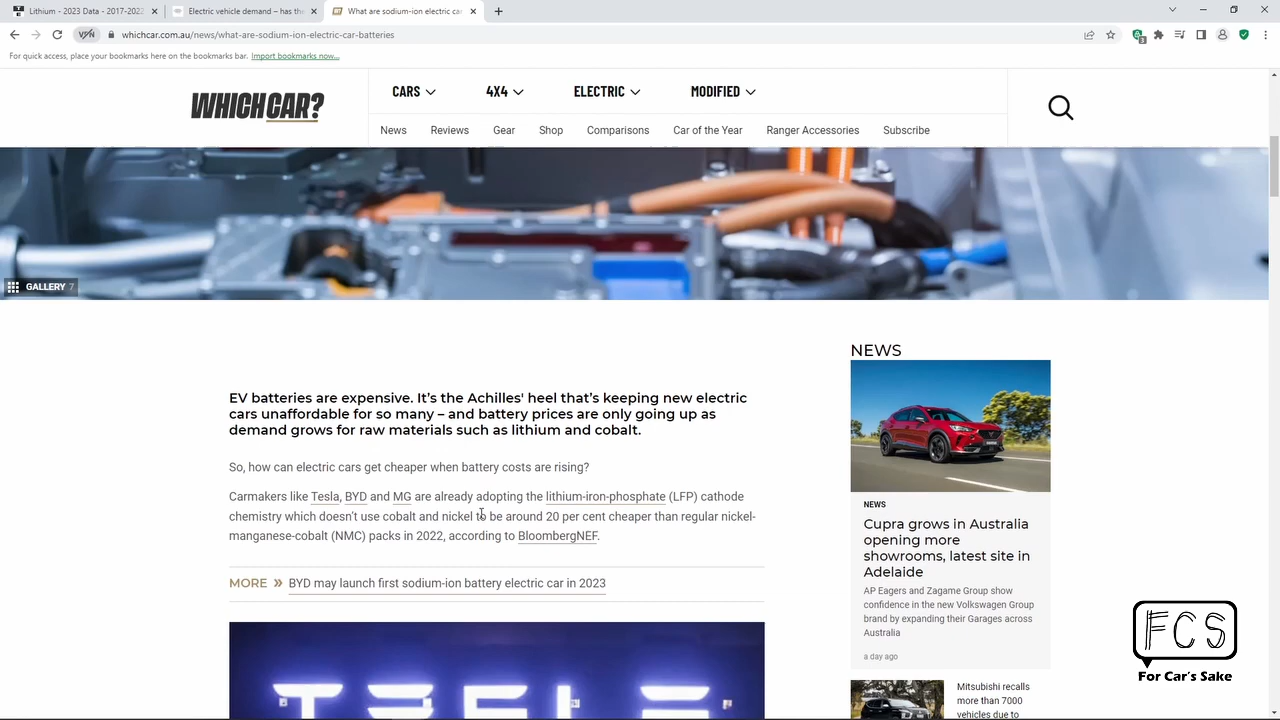 Lithium - 2023 Data - 2017-2022
Electric vehicle demand – has the
What are sodium-ion electric car
VPN
whichcar.com.au/news/what-are-sodium-ion-electric-car-batteries
3
For quick access, place your bookmarks here on the bookmarks bar. Import bookmarks now...
WHICHCAR?
CARS
4X4
ELECTRIC
MODIFIED
News
Reviews
Gear
Shop
Comparisons
Car of the Year
Ranger Accessories
Subscribe
GALLERY 7
EV batteries are expensive. It’s the Achilles' heel that’s keeping new electric
cars unaffordable for so many – and battery prices are only going up as
demand grows for raw materials such as lithium and cobalt.
So, how can electric cars get cheaper when battery costs are rising?
Carmakers like Tesla, BYD and MG are already adopting the lithium-iron-phosphate (LFP) cathode
chemistry which doesn’t use cobalt and nickel to be around 20 per cent cheaper than regular nickel-
manganese-cobalt (NMC) packs in 2022, according to BloombergNEF.
MORE » BYD may launch first sodium-ion battery electric car in 2023
TESLA
NEWS
NEWS
Cupra grows in Australia
opening more
showrooms, latest site in
Adelaide
AP Eagers and Zagame Group show
confidence in the new Volkswagen Group
brand by expanding their Garages across
Australia
a day ago
Mitsubishi recalls
more than 7000
vehicles due to
FCS
For Car's Sake